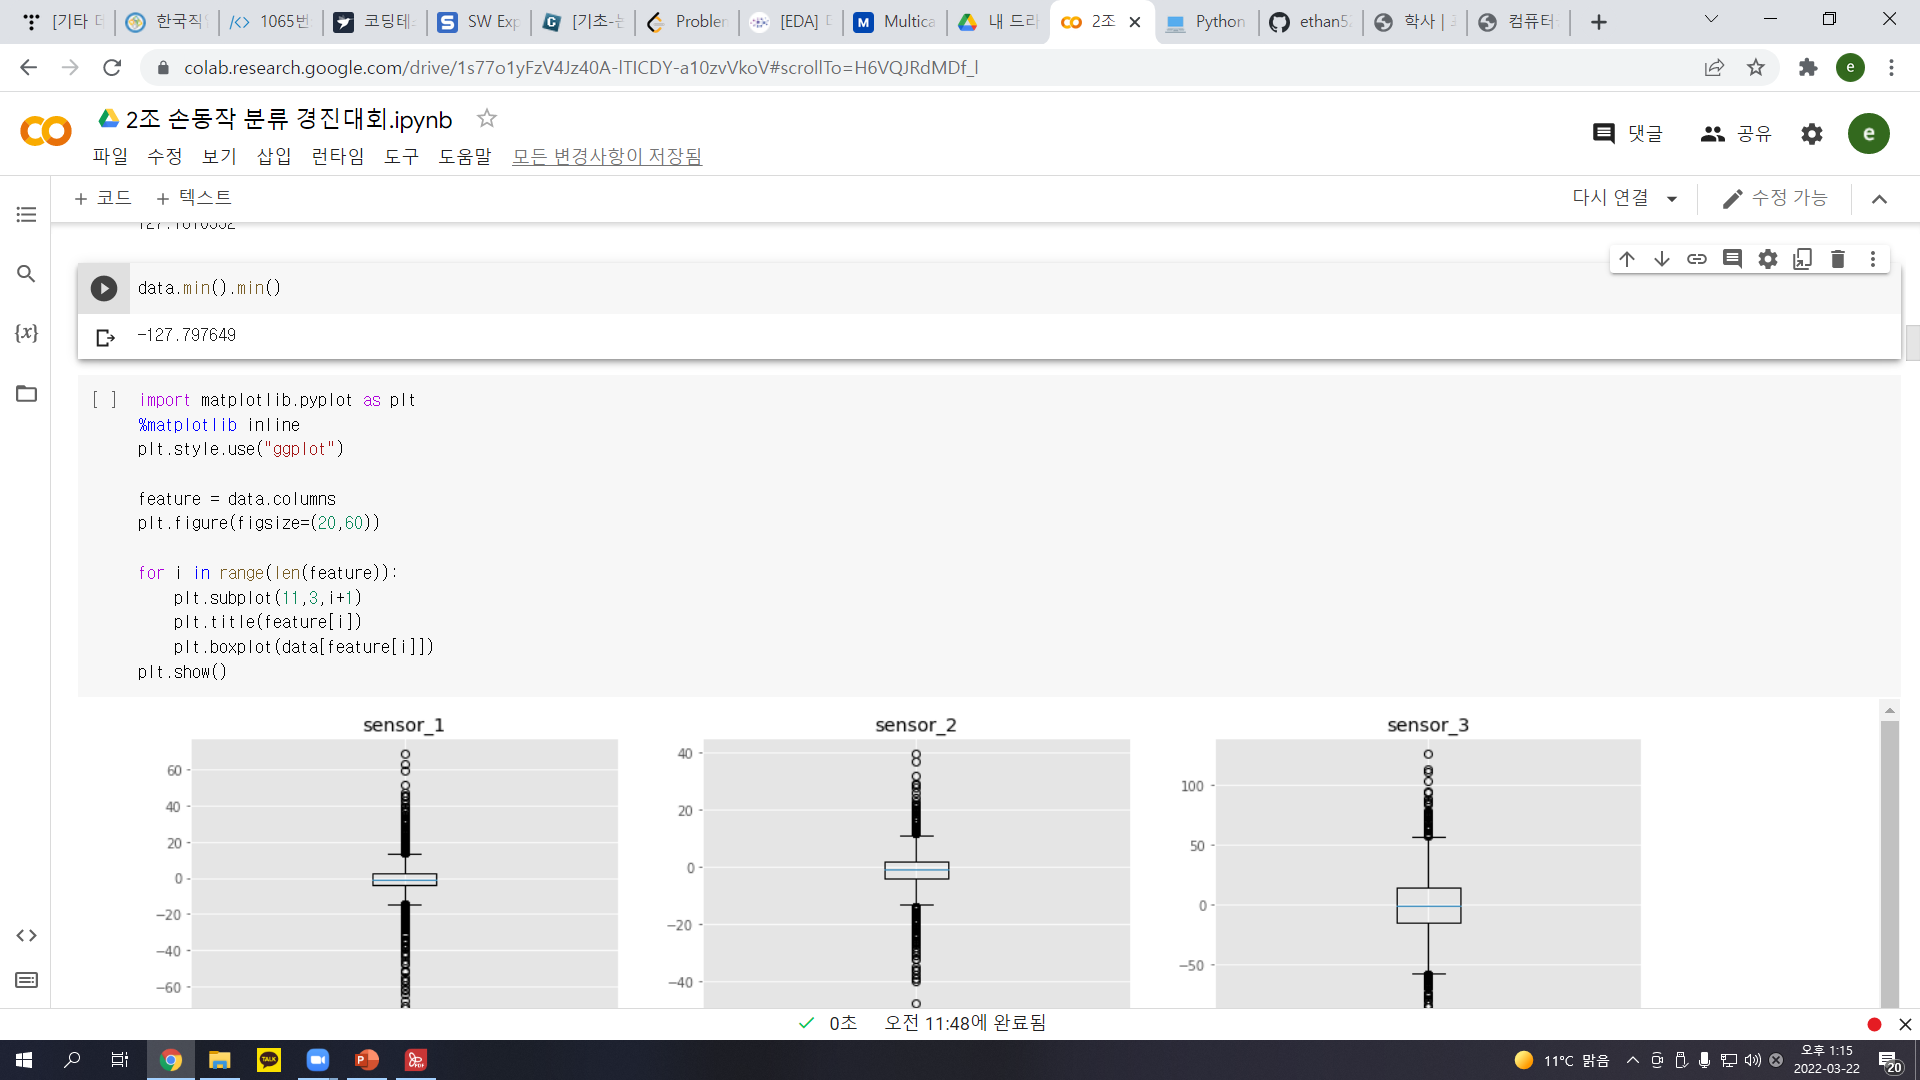 [기타 더
한국직업
1065번
코딩테스
SW Exp
[기초-논
Problem
[EDA]
Multica
내 드라
2조
Python
ethan52
학사 |
컴퓨터
colab.research.google.com/drive/1s77o1yFzV4Jz40A-lTICDY-a10zvVkoV#scrollTo=H6VQJRdMDf_l
e
2조 손동작 분류 경진대회.ipynb
댓글
공유
e
파일 수정 보기 삽입 런타임 도구 도움말 모든 변경사항이 저장됨
+ 코드 + 텍스트
다시 연결
수정 가능
data.min().min()
-127.797649
{x}
[ ] import matplotlib.pyplot as plt
%matplotlib inline
plt.style.use("ggplot")
feature = data.columns
plt.figure(figsize=(20,60))
for i in range(len(feature)):
plt.subplot(11,3,i+1)
plt.title(feature[i])
plt.boxplot(data[feature[i]])
plt.show()
sensor_1
60
40
20
0
−20
−40
−60
sensor_2
40
20
0
−20
−40
sensor_3
100
50
0
−50
0초 오전 11:48에 완료됨
TALK
11°C 맑음
오후 1:15
2022-03-22
20